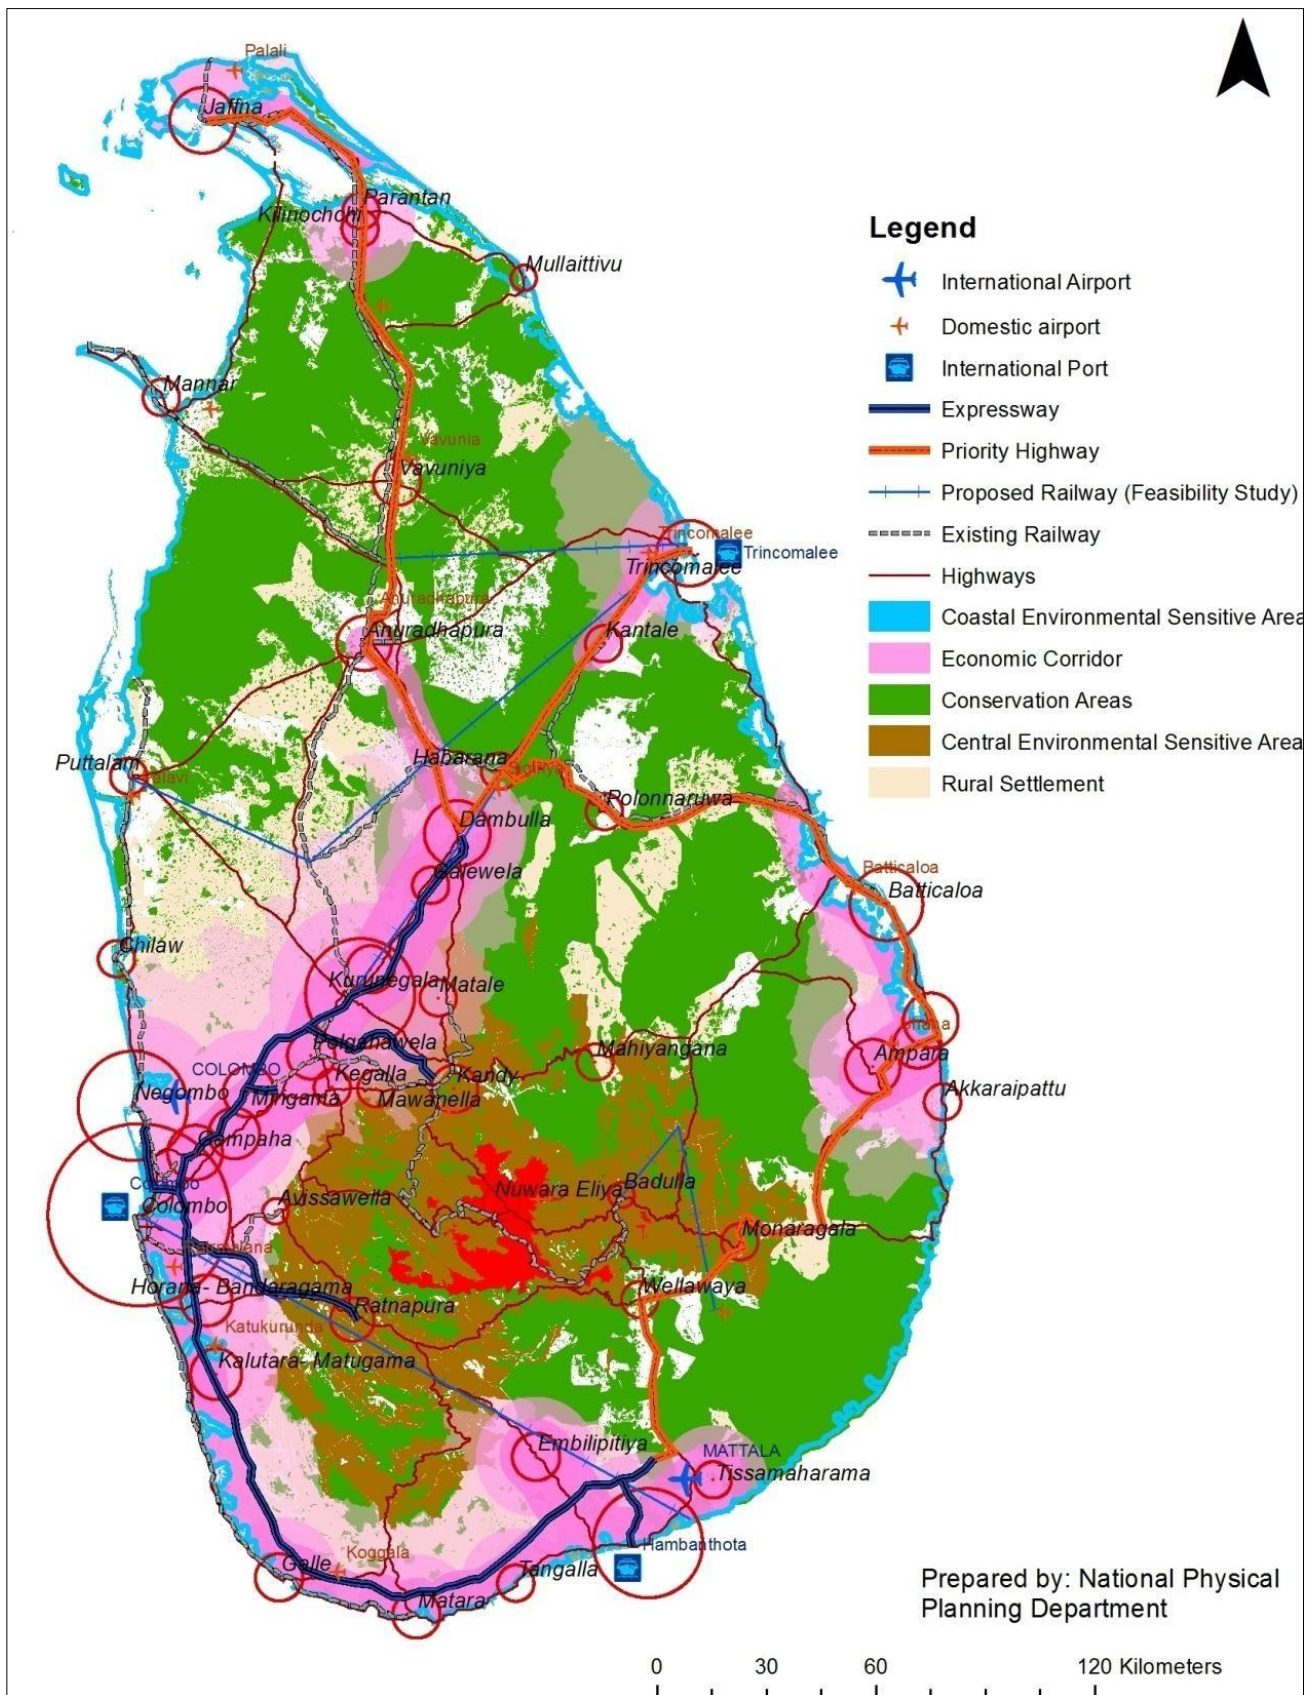 Palali
Jaffna
Parantan
Kilinochchi
Mullaittivu
Mannar
Vavunia
Vavuniya
Trincomalee
Trincomalee
Trincomalee
Anuradhapura
Anuradhapura
Kantale
Habarana
Puttalam
Polonnaruwa
Dambulla
Galewela
Batticaloa
Batticaloa
Chilaw
Kurunegala
Matale
Polgahawela
Mahiyangana
Ampara
COLOMBO
Kegalla
Kandy
Negombo
Mirigama
Mawanella
Akkaraipattu
Gampaha
Nuwara Eliya
Badulla
Colombo
Avissawella
Monaragala
Horana- Bandaragama
Wellawaya
Ratnapura
Katukurunda
Kalutara- Matugama
Embilipitiya
MATTALA
Tissamaharama
Hambanthota
Koggala
Galle
Tangalla
Matara
Legend
International Airport
Domestic airport
International Port
Expressway
Priority Highway
Proposed Railway (Feasibility Study)
Existing Railway
Highways
Coastal Environmental Sensitive Area
Economic Corridor
Conservation Areas
Central Environmental Sensitive Area
Rural Settlement
Prepared by: National Physical
Planning Department
0 30 60 120 Kilometers